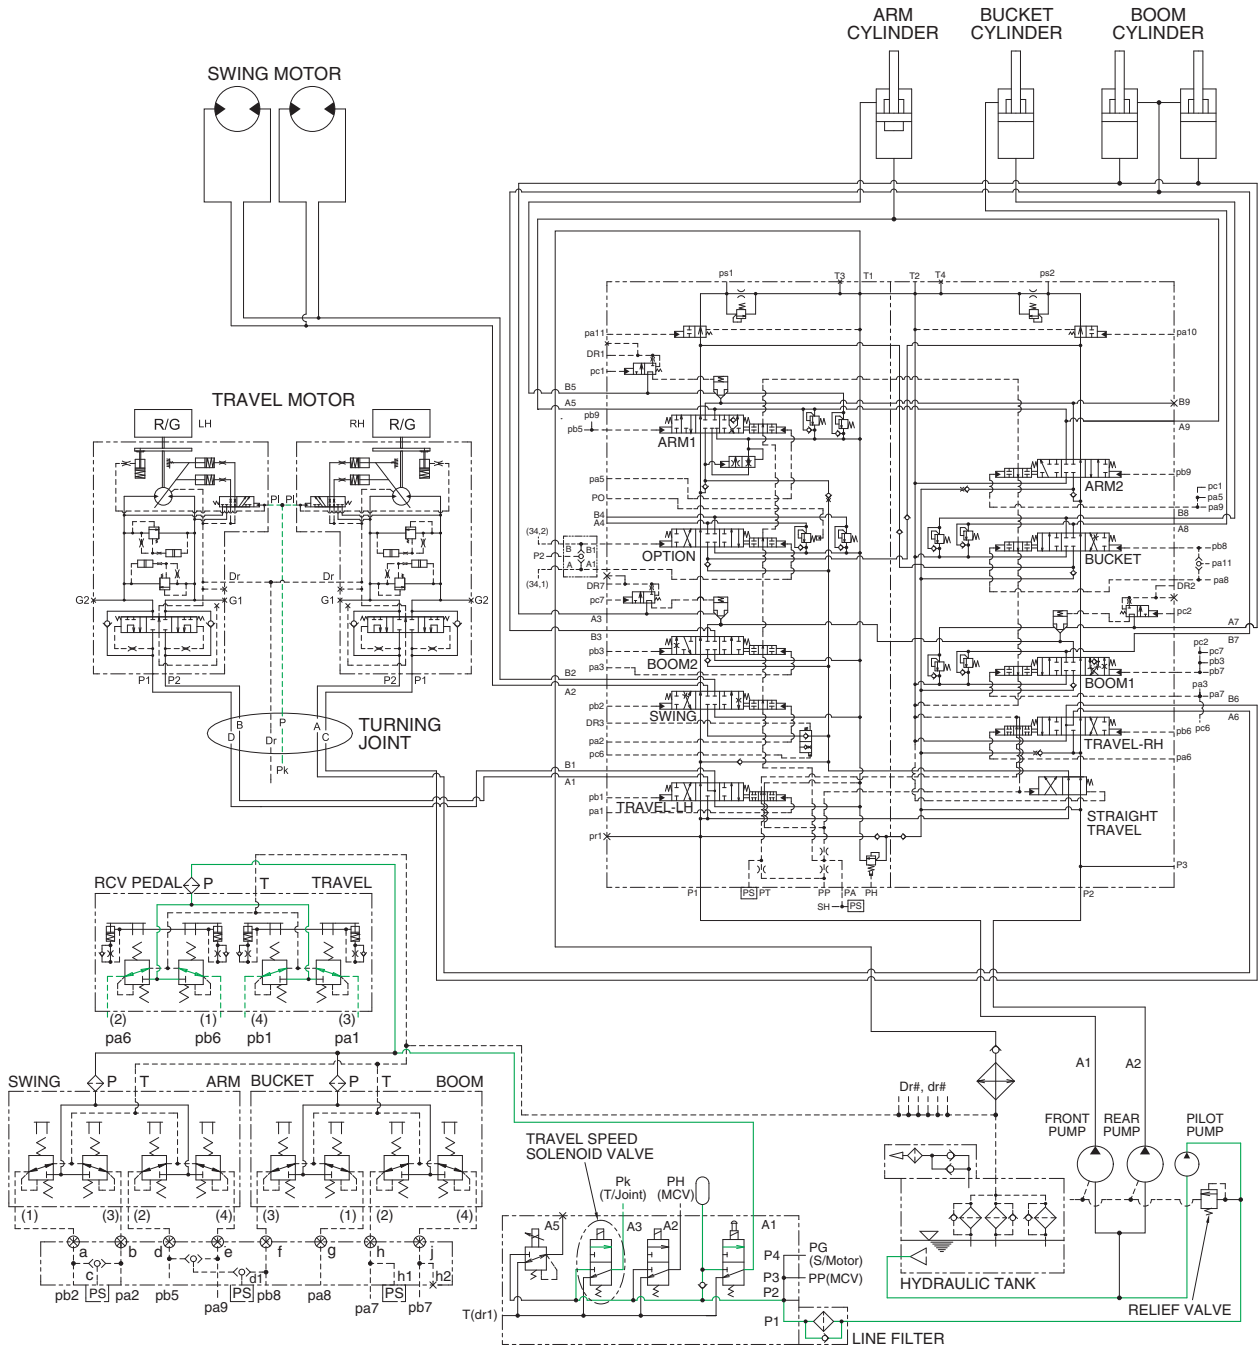 ARM
CYLINDER
BUCKET
CYLINDER
BOOM
CYLINDER
SWING MOTOR
ps1
T3
T1
T2
T4
ps2
pa11
pa10
DR1
pc1
B5
A5
B9
A9
pb9
pb5
ARM1
TRAVEL MOTOR
R/G
LH
RH
R/G
PI
PI
pb9
ARM2
pc1
pa5
pa9
pa5
PO
B4
A4
B8
A8
(34,2)
P2
B
B1
A
A1
(34,1)
OPTION
BUCKET
pb8
pa11
pa8
DR7
pc7
DR2
pc2
Dr
Dr
G2
G1
G1
G2
A3
B3
pb3
pa3
BOOM2
A7
B7
pc2
pc7
pb3
pb7
BOOM1
pa3
pa7
pc6
P1
P2
P2
P1
B2
A2
pb2
SWING
DR3
pa2
pc6
B6
A6
pb6
TRAVEL-RH
pa6
B
D
P
Dr
A
C
Pk
TURNING
JOINT
B1
A1
pb1
TRAVEL-LH
pa1
STRAIGHT
TRAVEL
pr1
P3
P1
PS
PT
PP
PA
PH
P2
SH
PS
RCV PEDAL
P
T
TRAVEL
(2)
(1)
(4)
(3)
pa6
pb6
pb1
pa1
SWING
P
T
ARM
BUCKET
P
T
BOOM
(1)
(3)
(2)
(4)
(3)
(1)
(2)
(4)
a
b
d
e
f
g
h
j
c
d1
h1
h2
pb2
PS
pa2
pb5
pa9
PS
pb8
pa8
pa7
PS
pb7
A1
A2
Dr#, dr#
FRONT
PUMP
REAR
PUMP
PILOT
PUMP
TRAVEL SPEED
SOLENOID VALVE
Pk
(T/Joint)
PH
(MCV)
A5
A3
A2
A1
P4
PG
(S/Motor)
P3
PP(MCV)
P2
T(dr1)
P1
LINE FILTER
HYDRAULIC TANK
RELIEF VALVE